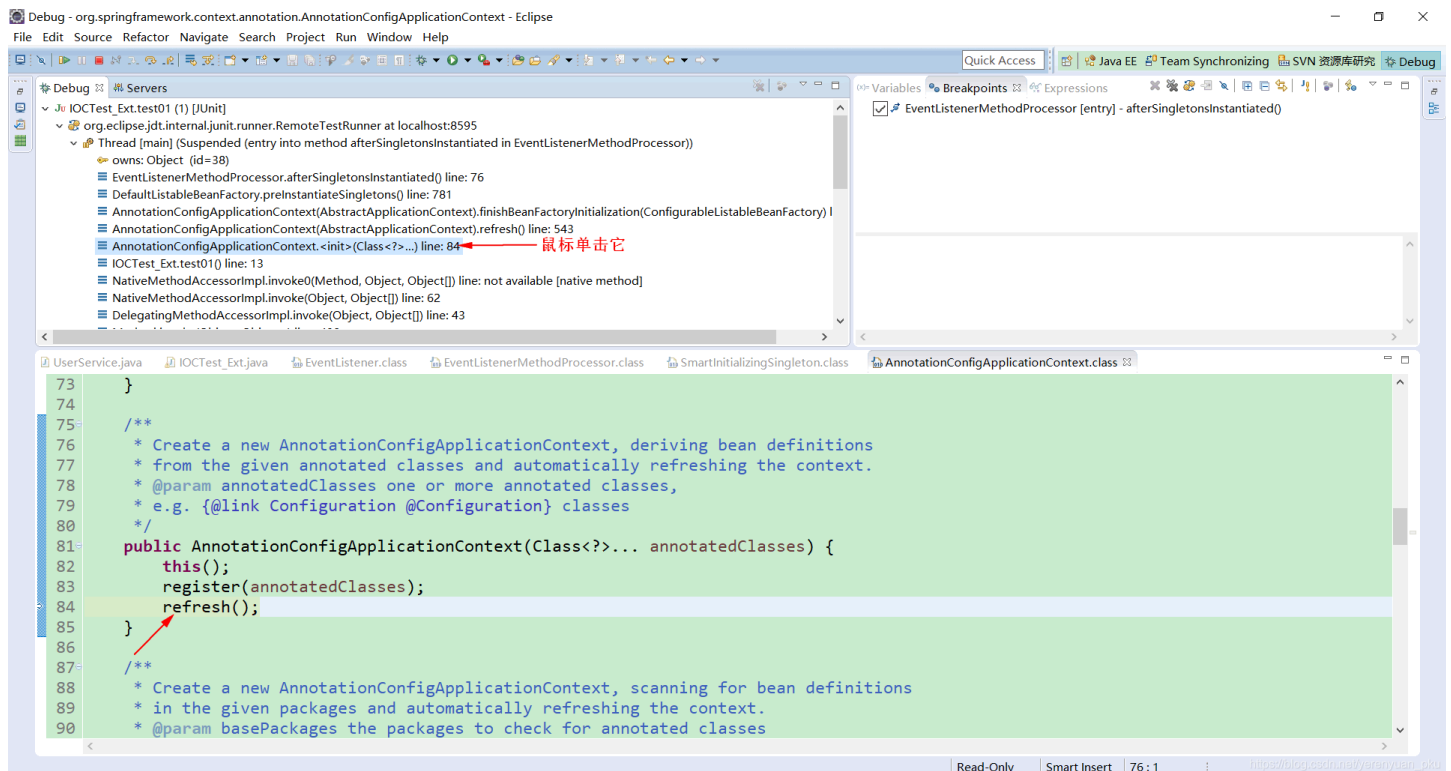 Debug - org.springframework.context.annotation.AnnotationConfigApplicationContext - Eclipse
File Edit Source Refactor Navigate Search Project Run Window Help
Quick Access Java EE Team Synchronizing SVN 资源库研究 Debug
Debug Servers
IOCTest_Ext.test01 (1) [JUnit]
org.eclipse.jdt.internal.junit.runner.RemoteTestRunner at localhost:8595
Thread [main] (Suspended (entry into method afterSingletonsInstantiated in EventListenerMethodProcessor))
owns: Object (id=38)
EventListenerMethodProcessor.afterSingletonsInstantiated() line: 76
DefaultListableBeanFactory.preInstantiateSingletons() line: 781
AnnotationConfigApplicationContext(AbstractApplicationContext).finishBeanFactoryInitialization(ConfigurableListableBeanFactory) l
AnnotationConfigApplicationContext(AbstractApplicationContext).refresh() line: 543
AnnotationConfigApplicationContext.<init>(Class<?>...) line: 84 鼠标单击它
IOCTest_Ext.test01() line: 13
NativeMethodAccessorImpl.invoke0(Method, Object, Object[]) line: not available [native method]
NativeMethodAccessorImpl.invoke(Object, Object[]) line: 62
DelegatingMethodAccessorImpl.invoke(Object, Object[]) line: 43
Variables Breakpoints Expressions
EventListenerMethodProcessor [entry] - afterSingletonsInstantiated()
UserService.java IOCTest_Ext.java EventListener.class EventListenerMethodProcessor.class SmartInitializingSingleton.class AnnotationConfigApplicationContext.class
73 }
74
75 /**
76 * Create a new AnnotationConfigApplicationContext, deriving bean definitions
77 * from the given annotated classes and automatically refreshing the context.
78 * @param annotatedClasses one or more annotated classes,
79 * e.g. {@link Configuration @Configuration} classes
80 */
81 public AnnotationConfigApplicationContext(Class<?>... annotatedClasses) {
82 this();
83 register(annotatedClasses);
84 refresh();
85 }
86
87 /**
88 * Create a new AnnotationConfigApplicationContext, scanning for bean definitions
89 * in the given packages and automatically refreshing the context.
90 * @param basePackages the packages to check for annotated classes
Read-Only Smart Insert 76 : 1